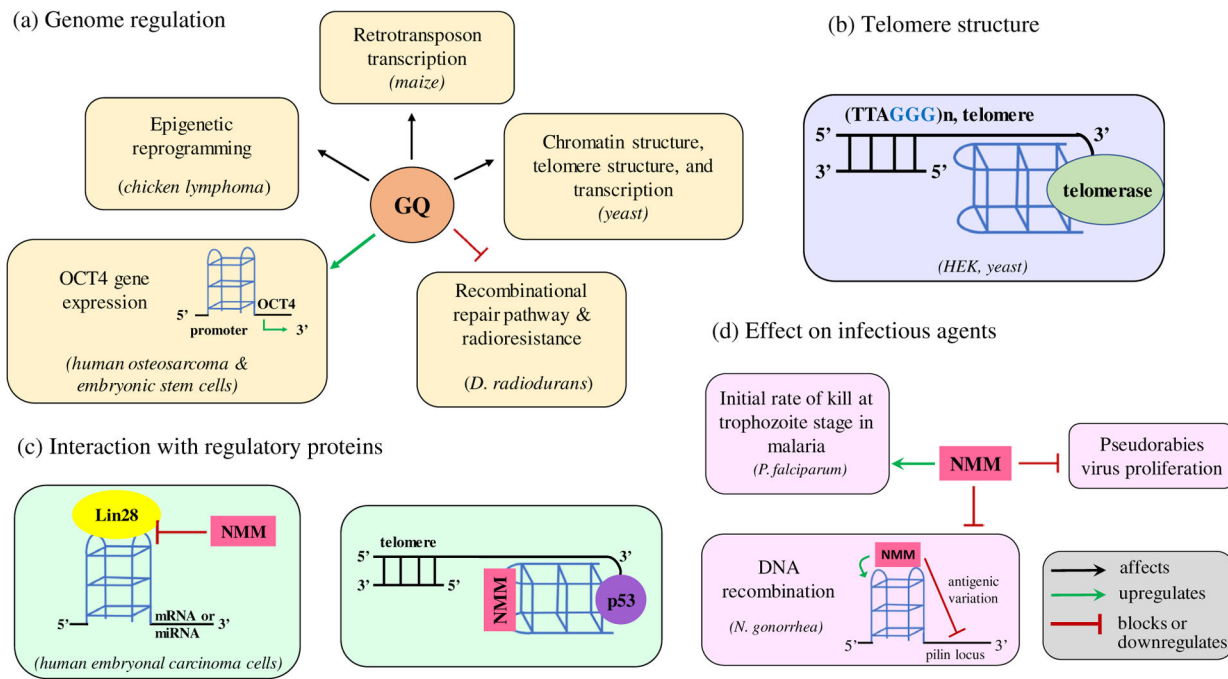 (a) Genome regulation
Retrotransposon
transcription
(maize)
Epigenetic
reprogramming
(chicken lymphoma)
Chromatin structure,
telomere structure, and
transcription
(yeast)
GQ
OCT4 gene
expression
5’
promoter
OCT4
3’
(human osteosarcoma &
embryonic stem cells)
Recombinational
repair pathway &
radioresistance
(D. radiodurans)
(b) Telomere structure
(TTAGGG)n, telomere
5’
3’
3’
5’
telomerase
(HEK, yeast)
(c) Interaction with regulatory proteins
Lin28
NMM
5’
mRNA or
miRNA
3’
(human embryonal carcinoma cells)
telomere
5’
3’
3’
5’
NMM
p53
(d) Effect on infectious agents
Initial rate of kill at
trophozoite stage in
malaria
(P. falciparum)
NMM
Pseudorabies
virus proliferation
DNA
recombination
(N. gonorrhea)
NMM
antigenic
variation
5’
3’
pilin locus
affects
upregulates
blocks or
downregulates